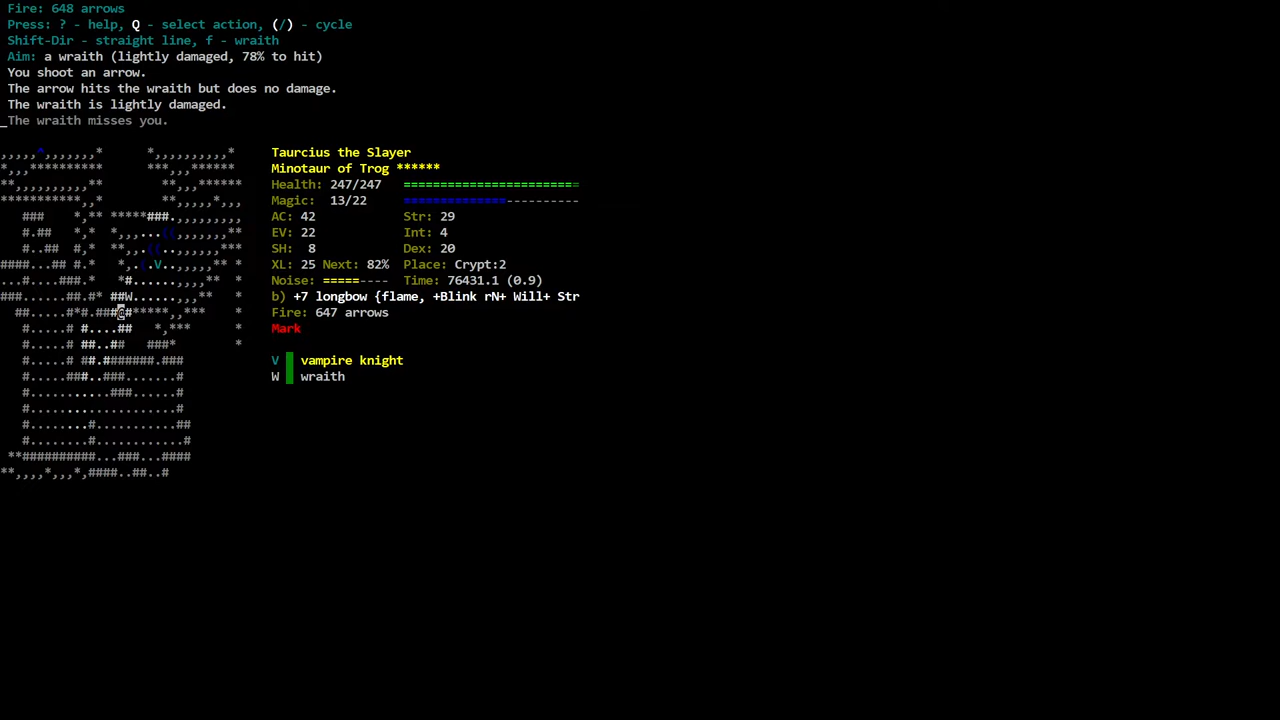 Fire: 648 arrows
Press: ? - help, Q - select action, (/) - cycle
Shift-Dir - straight line, f - wraith
Aim: a wraith (lightly damaged, 78% to hit)
You shoot an arrow.
The arrow hits the wraith but does no damage.
The wraith is lightly damaged.
_The wraith misses you.
Taurcius the Slayer
Minotaur of Trog ******
Health: 247/247 ========================
Magic: 13/22 ==============----------
AC: 42 Str: 29
EV: 22 Int: 4
SH: 8 Dex: 20
XL: 25 Next: 82% Place: Crypt:2
Noise: =====---- Time: 76431.1 (0.9)
b) +7 longbow {flame, +Blink rN+ Will+ Str
Fire: 647 arrows
Mark
V vampire knight
W wraith